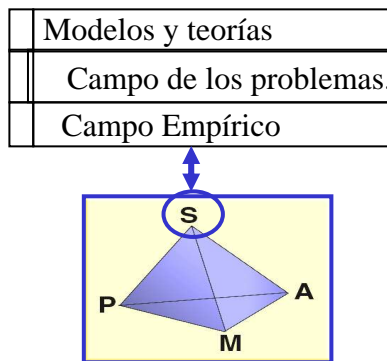 Modelos y teorías
Campo de los problemas.
Campo Empírico
S
P
A
M